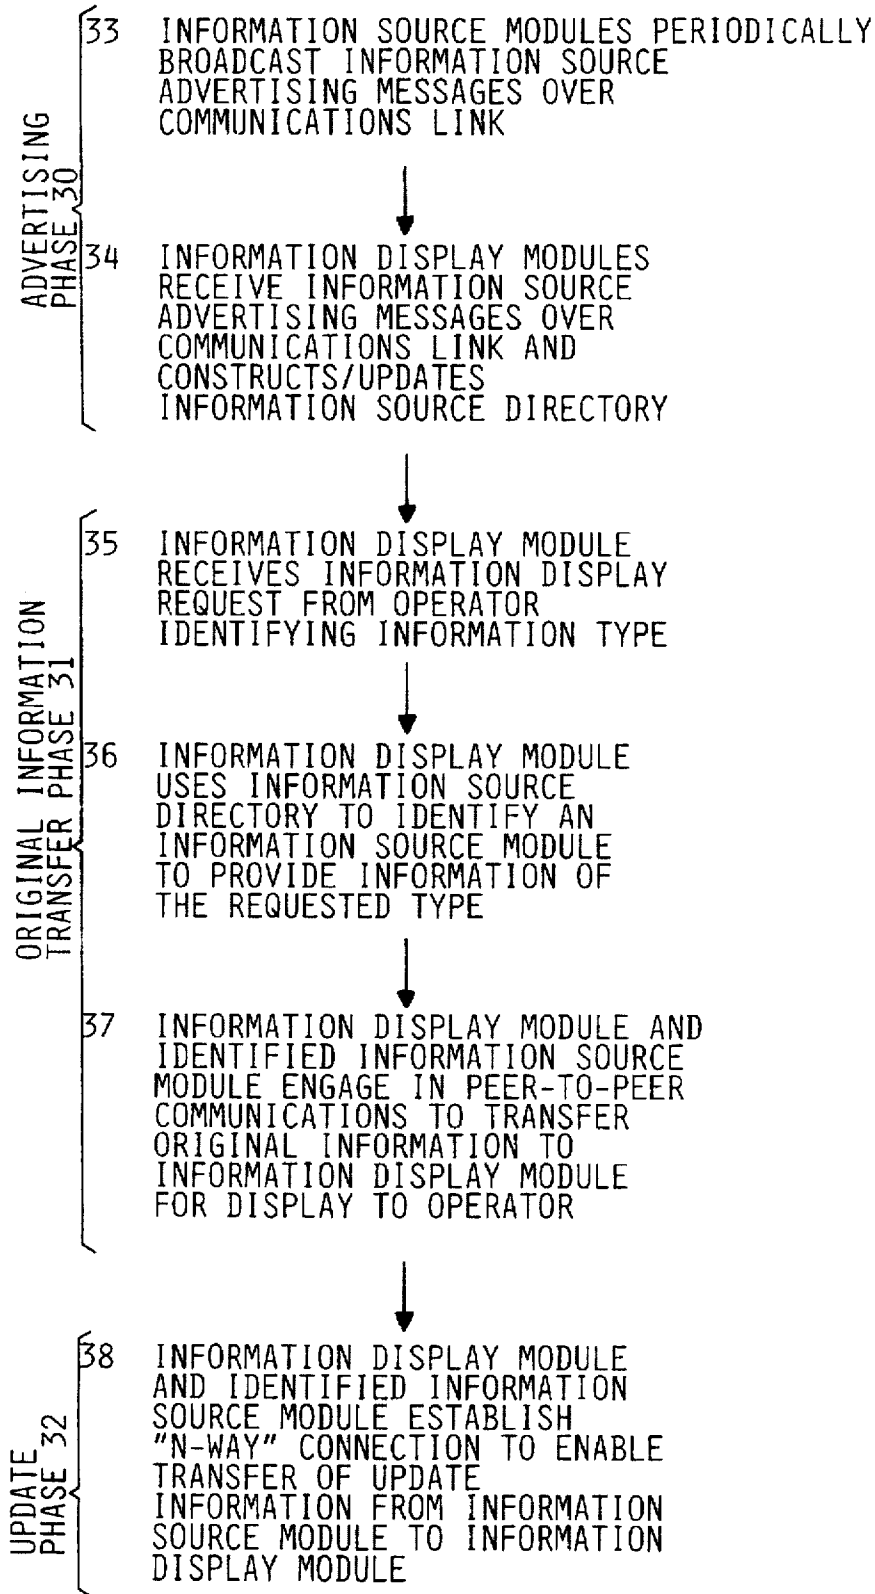 ADVERTISING
PHASE 30
33 INFORMATION SOURCE MODULES PERIODICALLY
BROADCAST INFORMATION SOURCE
ADVERTISING MESSAGES OVER
COMMUNICATIONS LINK
34 INFORMATION DISPLAY MODULES
RECEIVE INFORMATION SOURCE
ADVERTISING MESSAGES OVER
COMMUNICATIONS LINK AND
CONSTRUCTS/UPDATES
INFORMATION SOURCE DIRECTORY
ORIGINAL INFORMATION
TRANSFER PHASE 31
35 INFORMATION DISPLAY MODULE
RECEIVES INFORMATION DISPLAY
REQUEST FROM OPERATOR
IDENTIFYING INFORMATION TYPE
36 INFORMATION DISPLAY MODULE
USES INFORMATION SOURCE
DIRECTORY TO IDENTIFY AN
INFORMATION SOURCE MODULE
TO PROVIDE INFORMATION OF
THE REQUESTED TYPE
37 INFORMATION DISPLAY MODULE AND
IDENTIFIED INFORMATION SOURCE
MODULE ENGAGE IN PEER-TO-PEER
COMMUNICATIONS TO TRANSFER
ORIGINAL INFORMATION TO
INFORMATION DISPLAY MODULE
FOR DISPLAY TO OPERATOR
UPDATE
PHASE 32
38 INFORMATION DISPLAY MODULE
AND IDENTIFIED INFORMATION
SOURCE MODULE ESTABLISH
"N-WAY" CONNECTION TO ENABLE
TRANSFER OF UPDATE
INFORMATION FROM INFORMATION
SOURCE MODULE TO INFORMATION
DISPLAY MODULE